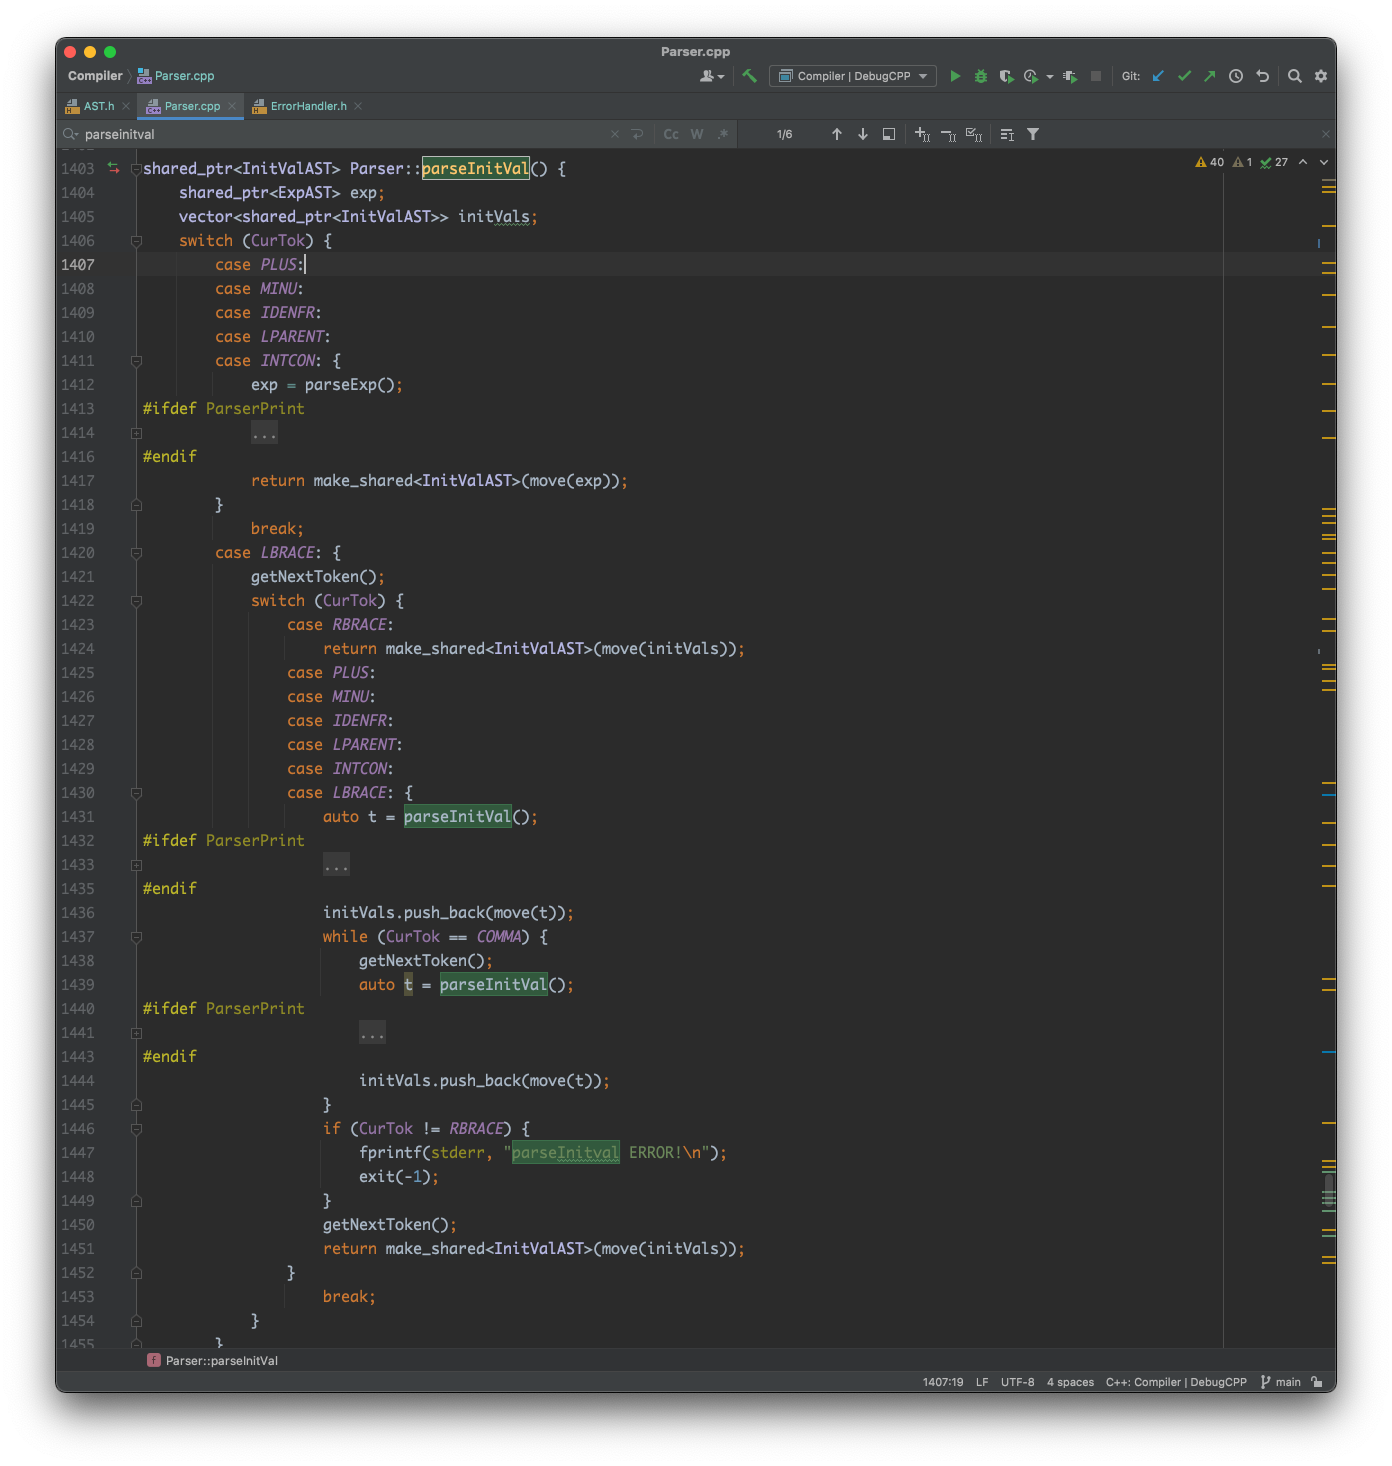 Parser.cpp
Compiler Parser.cpp Compiler | DebugCPP Git:
AST.h Parser.cpp ErrorHandler.h
parseinitval Cc W .* 1/6
1403 shared_ptr<InitValAST> Parser::parseInitVal() { 40 1 27
1404 shared_ptr<ExpAST> exp;
1405 vector<shared_ptr<InitValAST>> initVals;
1406 switch (CurTok) {
1407 case PLUS:
1408 case MINU:
1409 case IDENFR:
1410 case LPARENT:
1411 case INTCON: {
1412 exp = parseExp();
1413 #ifdef ParserPrint
1414 ...
1416 #endif
1417 return make_shared<InitValAST>(move(exp));
1418 }
1419 break;
1420 case LBRACE: {
1421 getNextToken();
1422 switch (CurTok) {
1423 case RBRACE:
1424 return make_shared<InitValAST>(move(initVals));
1425 case PLUS:
1426 case MINU:
1427 case IDENFR:
1428 case LPARENT:
1429 case INTCON:
1430 case LBRACE: {
1431 auto t = parseInitVal();
1432 #ifdef ParserPrint
1433 ...
1435 #endif
1436 initVals.push_back(move(t));
1437 while (CurTok == COMMA) {
1438 getNextToken();
1439 auto t = parseInitVal();
1440 #ifdef ParserPrint
1441 ...
1443 #endif
1444 initVals.push_back(move(t));
1445 }
1446 if (CurTok != RBRACE) {
1447 fprintf(stderr, "parseInitval ERROR!\n");
1448 exit(-1);
1449 }
1450 getNextToken();
1451 return make_shared<InitValAST>(move(initVals));
1452 }
1453 break;
1454 }
1455 }
f Parser::parseInitVal
1407:19 LF UTF-8 4 spaces C++: Compiler | DebugCPP main